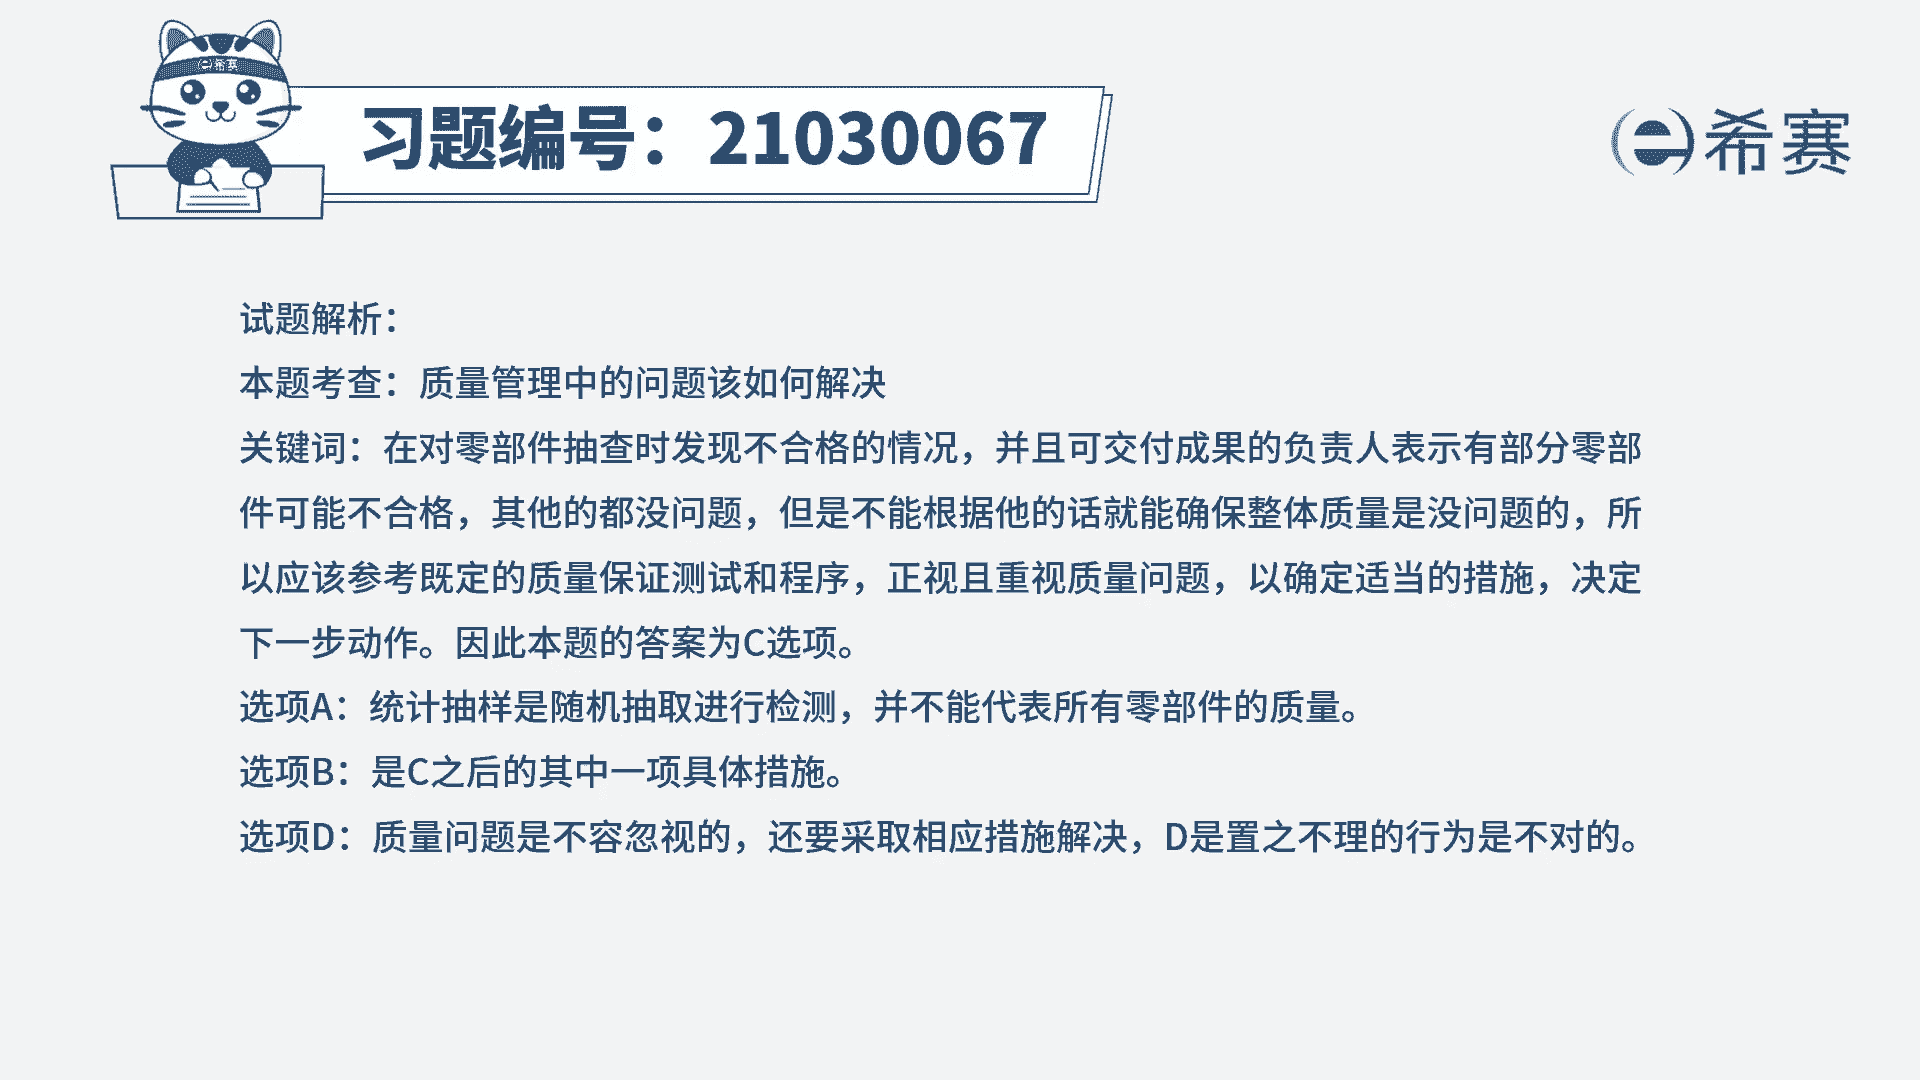 希赛
习题编号：21030067
希赛
试题解析：
本题考查：质量管理中的问题该如何解决
关键词：在对零部件抽查时发现不合格的情况，并且可交付成果的负责人表示有部分零部
件可能不合格，其他的都没问题，但是不能根据他的话就能确保整体质量是没问题的，所
以应该参考既定的质量保证测试和程序，正视且重视质量问题，以确定适当的措施，决定
下一步动作。因此本题的答案为C选项。
选项A：统计抽样是随机抽取进行检测，并不能代表所有零部件的质量。
选项B：是C之后的其中一项具体措施。
选项D：质量问题是不容忽视的，还要采取相应措施解决，D是置之不理的行为是不对的。